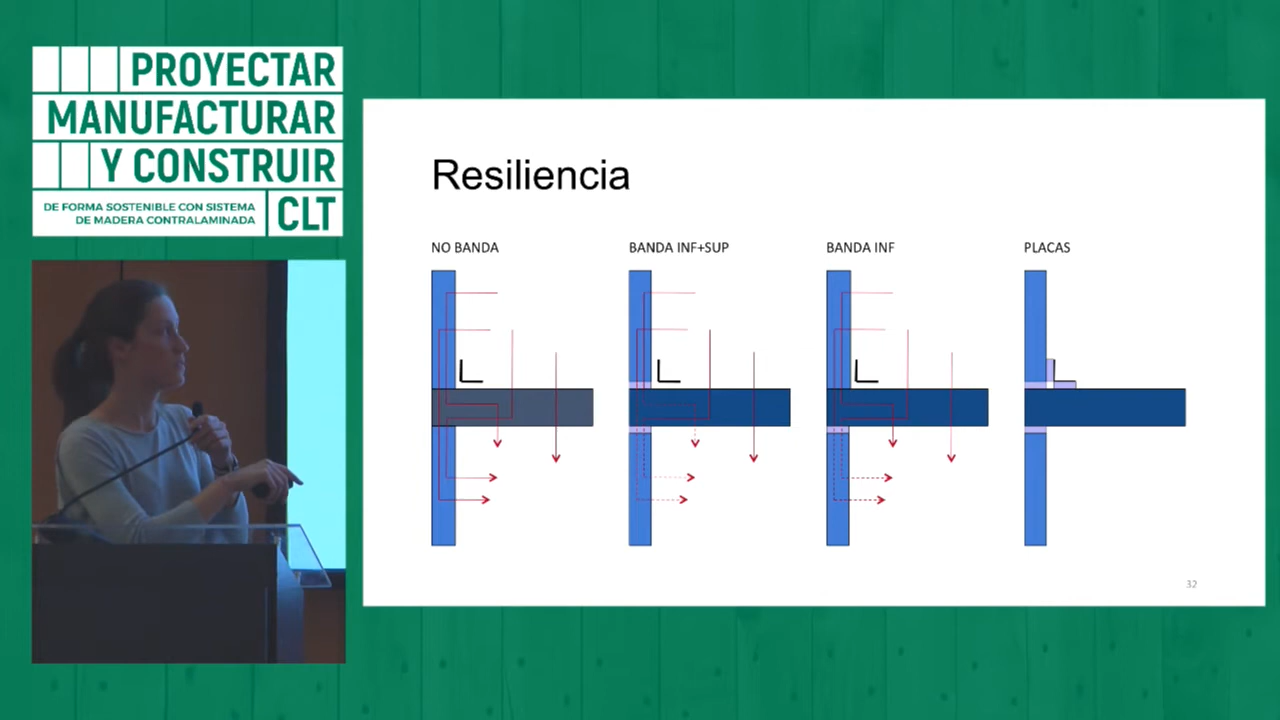 PROYECTAR
MANUFACTURAR
Y CONSTRUIR
DE FORMA SOSTENIBLE CON SISTEMA
DE MADERA CONTRALAMINADA
CLT
Resiliencia
NO BANDA
BANDA INF+SUP
BANDA INF
PLACAS
32